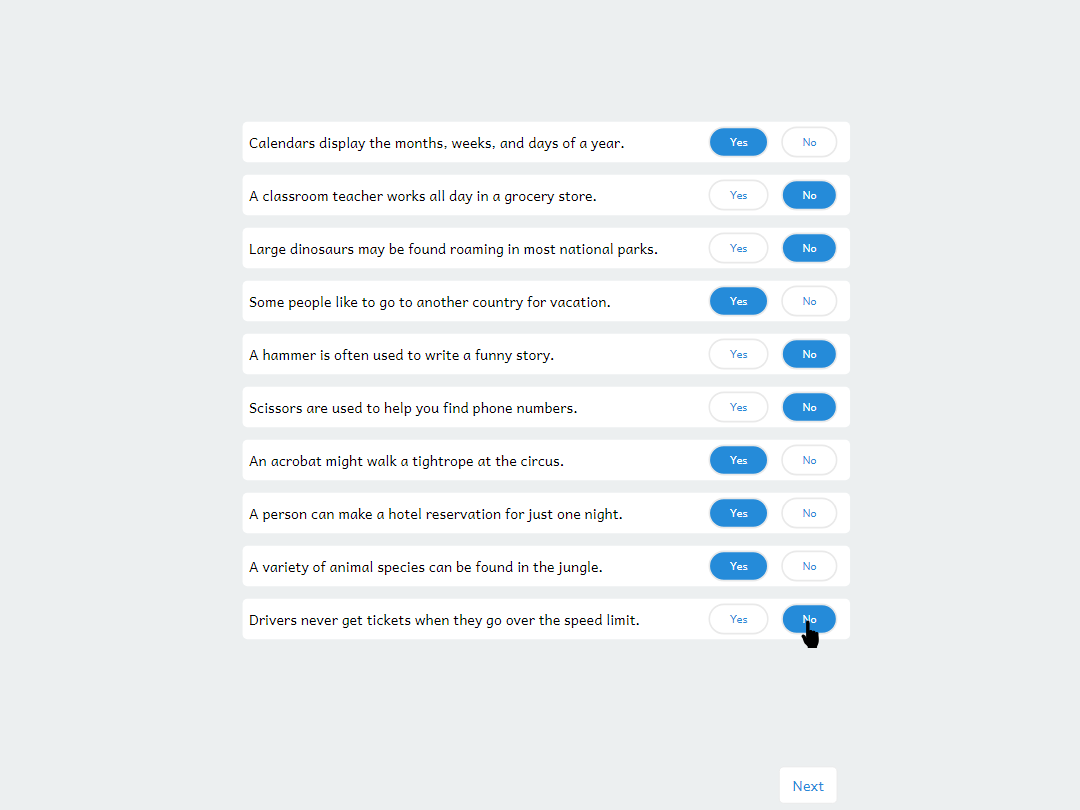 Calendars display the months, weeks, and days of a year. Yes No
A classroom teacher works all day in a grocery store. Yes No
Large dinosaurs may be found roaming in most national parks. Yes No
Some people like to go to another country for vacation. Yes No
A hammer is often used to write a funny story. Yes No
Scissors are used to help you find phone numbers. Yes No
An acrobat might walk a tightrope at the circus. Yes No
A person can make a hotel reservation for just one night. Yes No
A variety of animal species can be found in the jungle. Yes No
Drivers never get tickets when they go over the speed limit. Yes No
Next